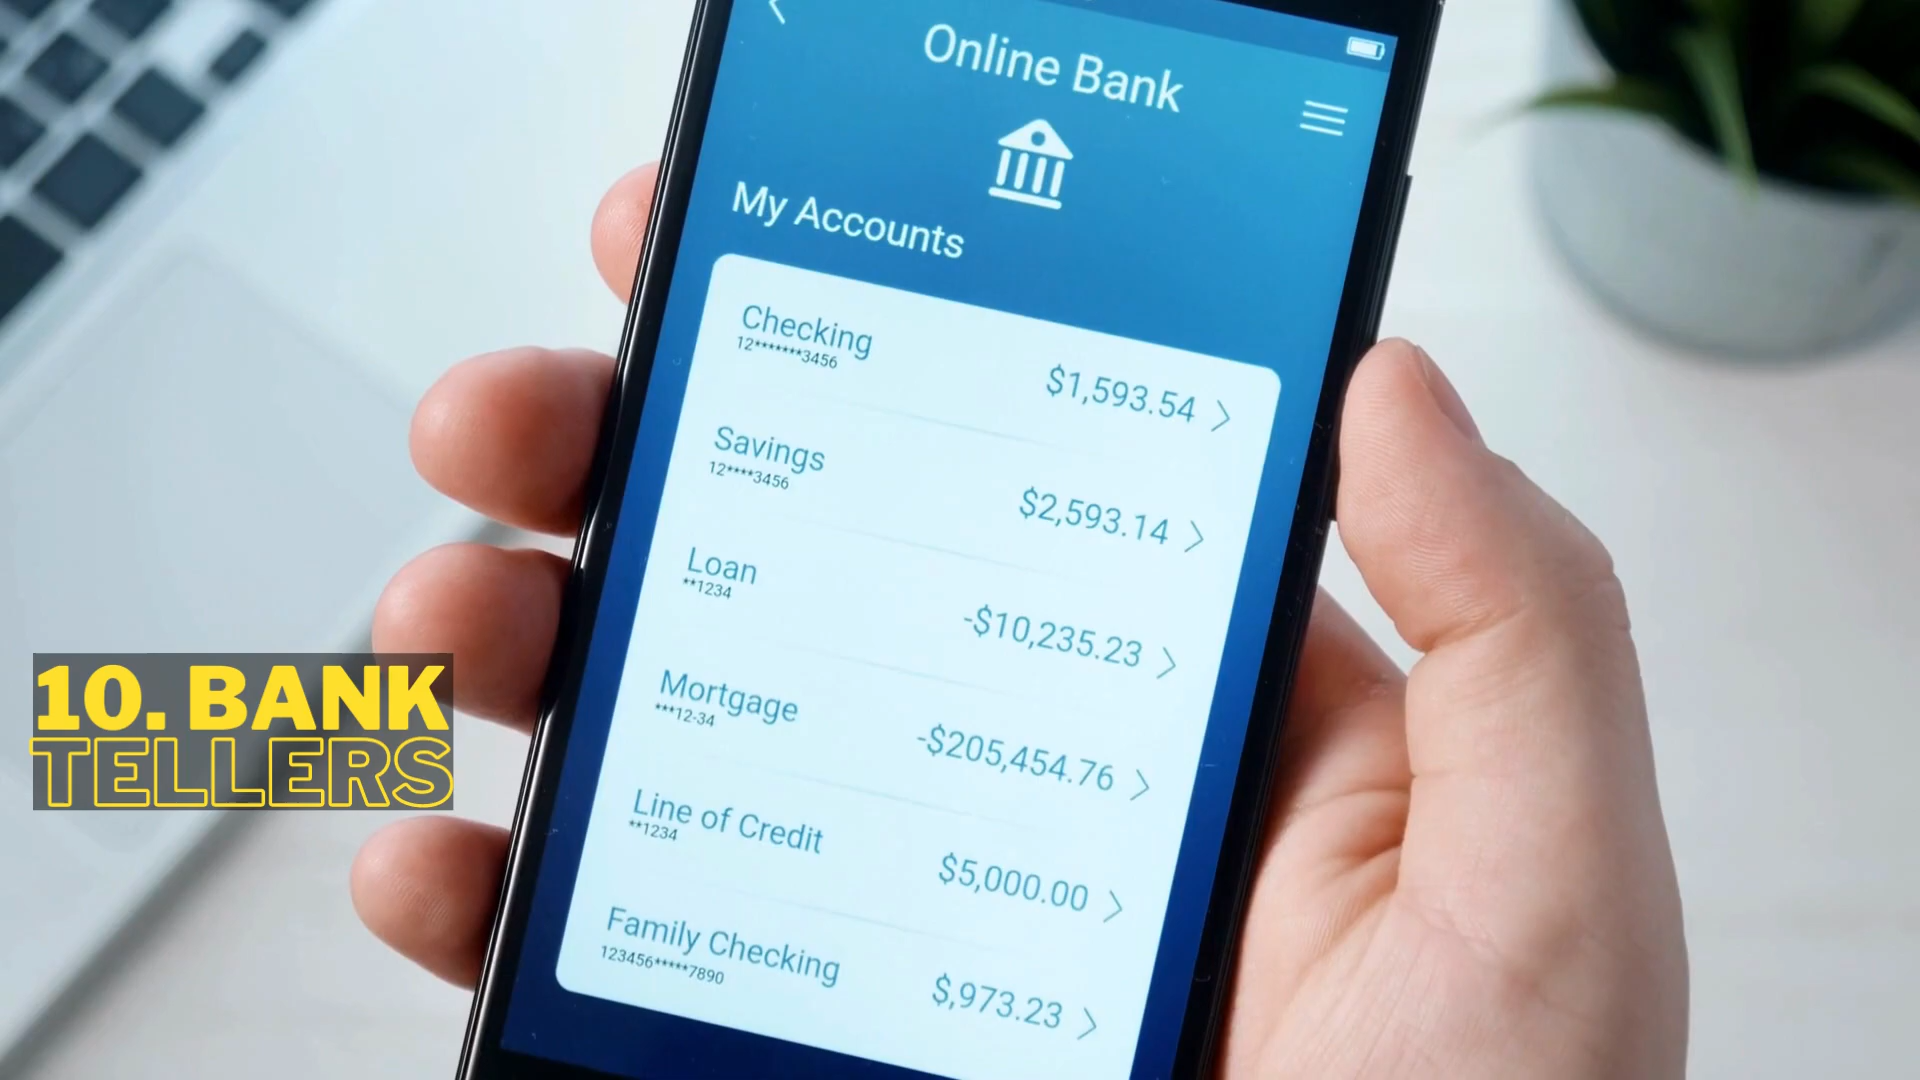 Online Bank
My Accounts
Checking
12*******3456
$1,593.54
Savings
12****3456
$2,593.14
Loan
**1234
-$10,235.23
Mortgage
***12-34
-$205,454.76
Line of Credit
**1234
$5,000.00
Family Checking
123456*****7890
$,973.23
10. BANK
TELLERS